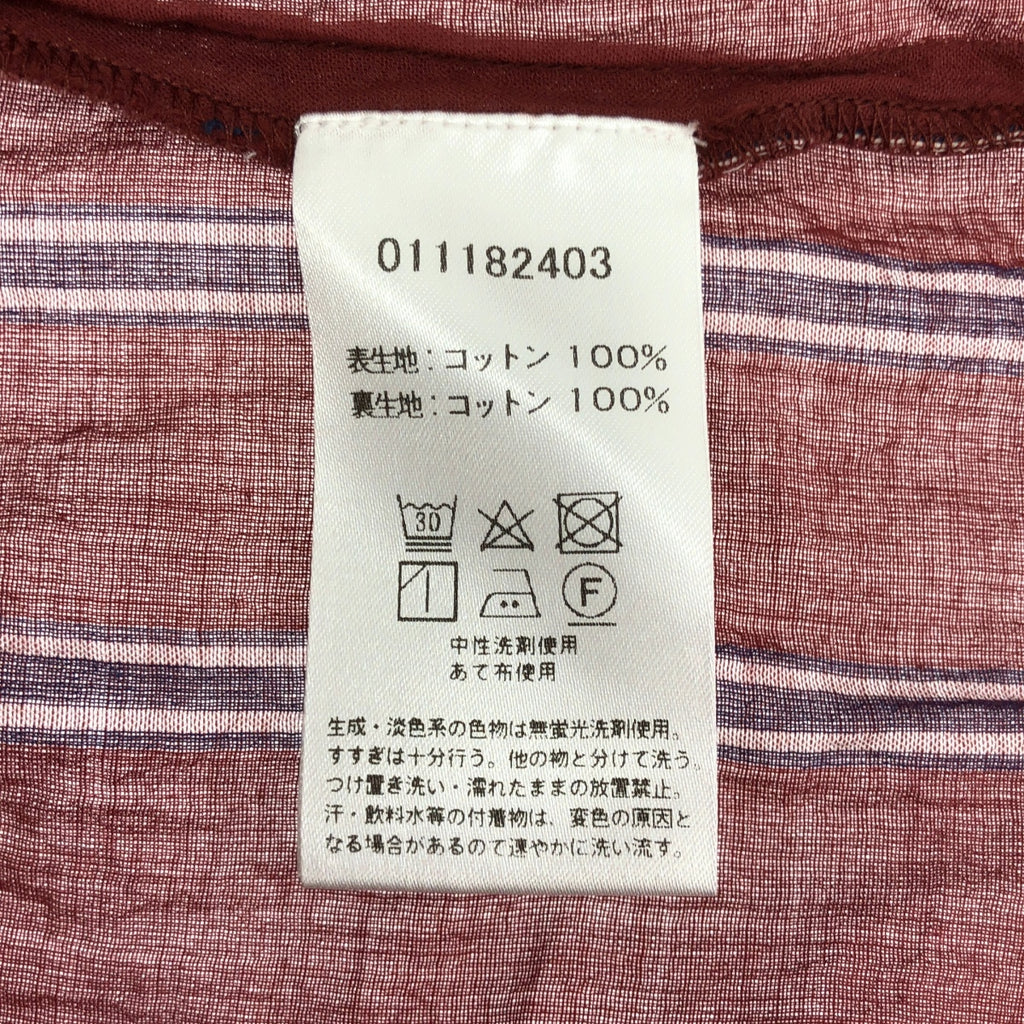 011182403
表生地：コットン 100%
裏生地：コットン 100%
30
F
中性洗剤使用
あて布使用
生成・淡色系の色物は無蛍光洗剤使用。
すすぎは十分行う。他の物と分けて洗う。
つけ置き洗い・濡れたままの放置禁止。
汗・飲料水等の付着物は、変色の原因と
なる場合があるので速やかに洗い流す。